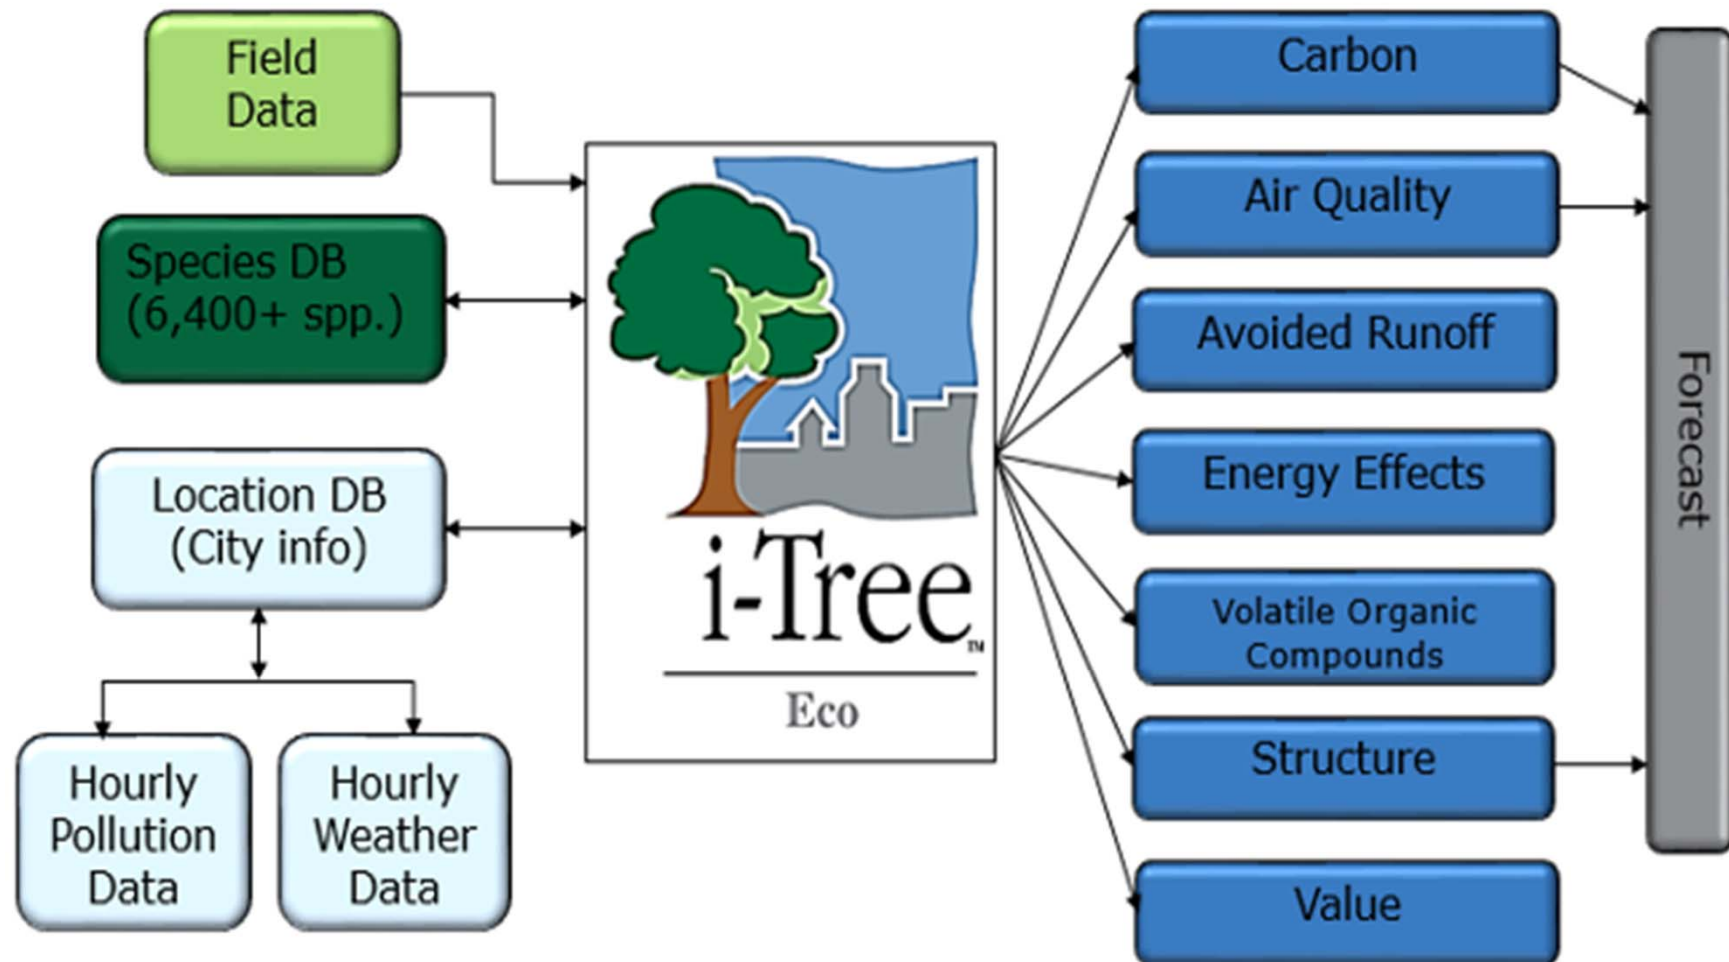 Field
Data
Species DB
(6,400+ spp.)
Location DB
(City info)
Hourly
Pollution
Data
Hourly
Weather
Data
i-Tree™
Eco
Carbon
Air Quality
Avoided Runoff
Energy Effects
Volatile Organic
Compounds
Structure
Value
Forecast